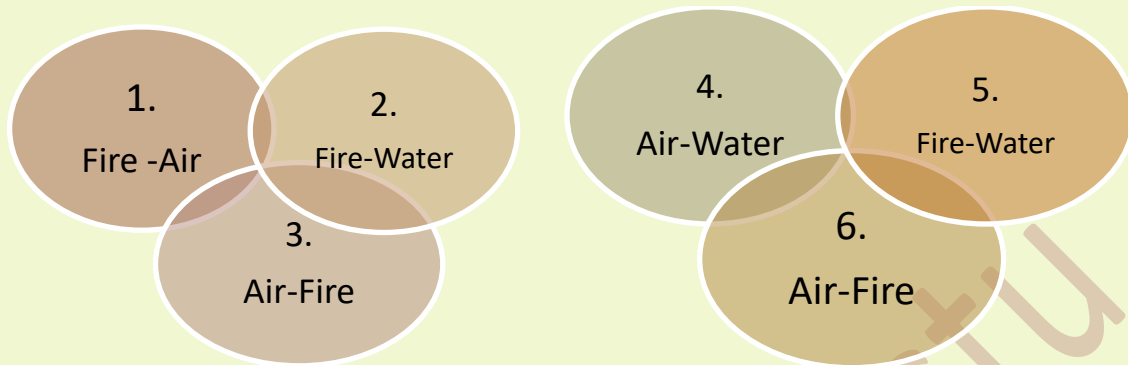 1.
Fire -Air
2.
Fire-Water
3.
Air-Fire
4.
Air-Water
5.
Fire-Water
6.
Air-Fire